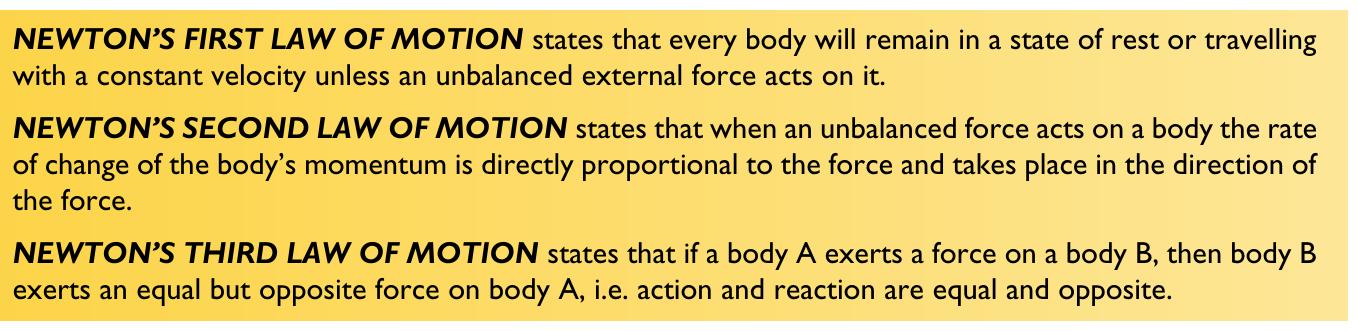 NEWTON’S FIRST LAW OF MOTION states that every body will remain in a state of rest or travelling
with a constant velocity unless an unbalanced external force acts on it.
NEWTON’S SECOND LAW OF MOTION states that when an unbalanced force acts on a body the rate
of change of the body’s momentum is directly proportional to the force and takes place in the direction of
the force.
NEWTON’S THIRD LAW OF MOTION states that if a body A exerts a force on a body B, then body B
exerts an equal but opposite force on body A, i.e. action and reaction are equal and opposite.